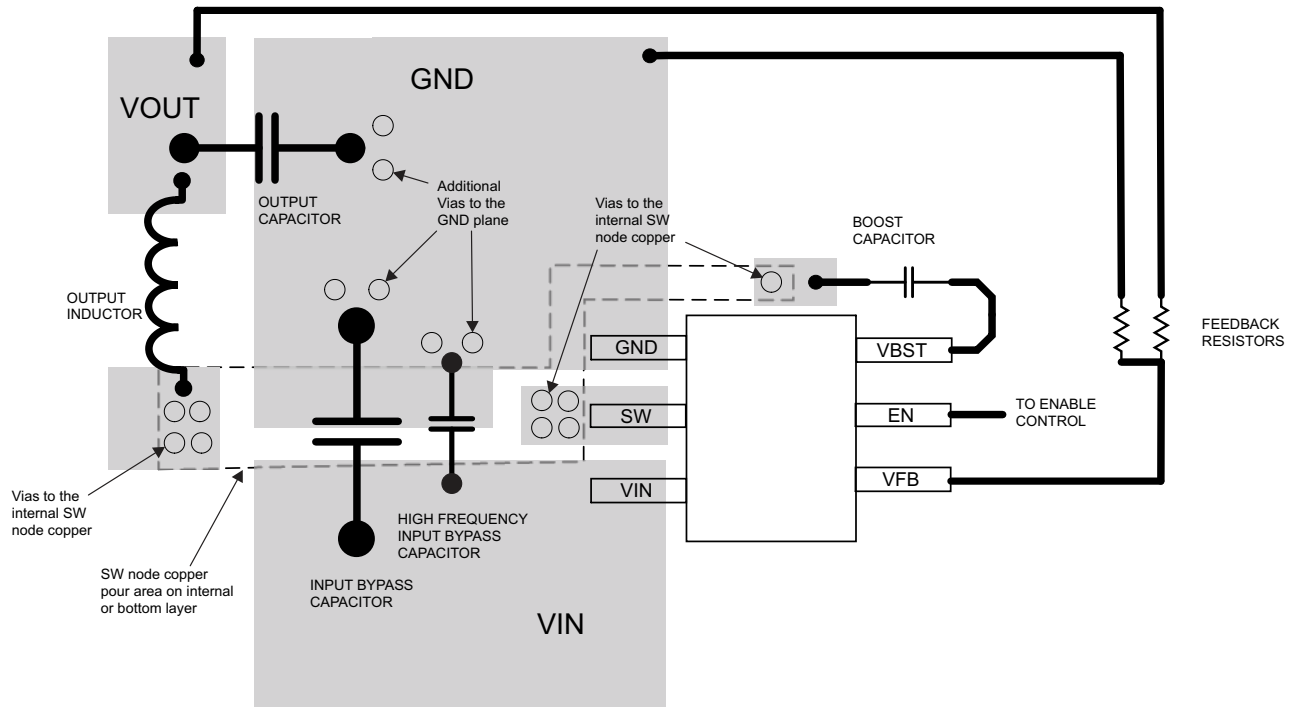 GND
VOUT
Additional
Vias to the
GND plane
Vias to the
internal SW
node copper
OUTPUT
CAPACITOR
BOOST
CAPACITOR
OUTPUT
INDUCTOR
FEEDBACK
RESISTORS
GND
VBST
SW
EN
TO ENABLE
CONTROL
VIN
VFB
Vias to the
internal SW
node copper
HIGH FREQUENCY
INPUT BYPASS
CAPACITOR
SW node copper
pour area on internal
or bottom layer
INPUT BYPASS
CAPACITOR
VIN